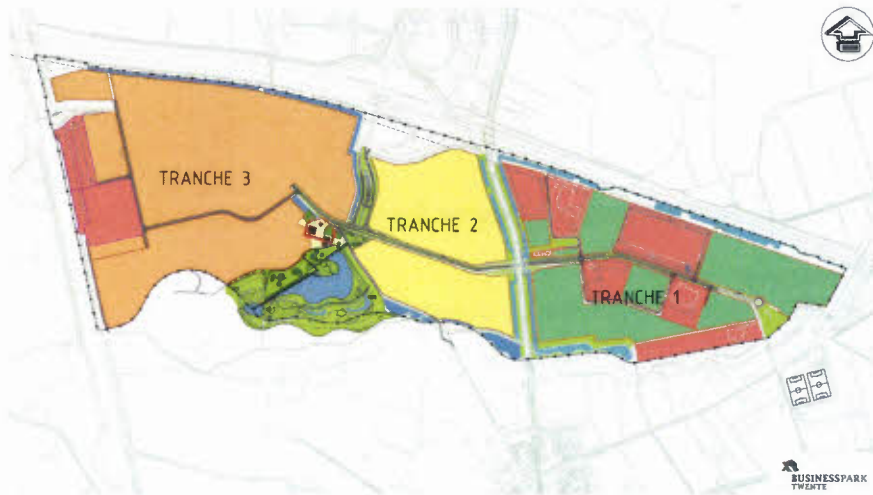 TRANCHE 3
TRANCHE 2
TRANCHE 1
BUSINESSPARK
TWENTE